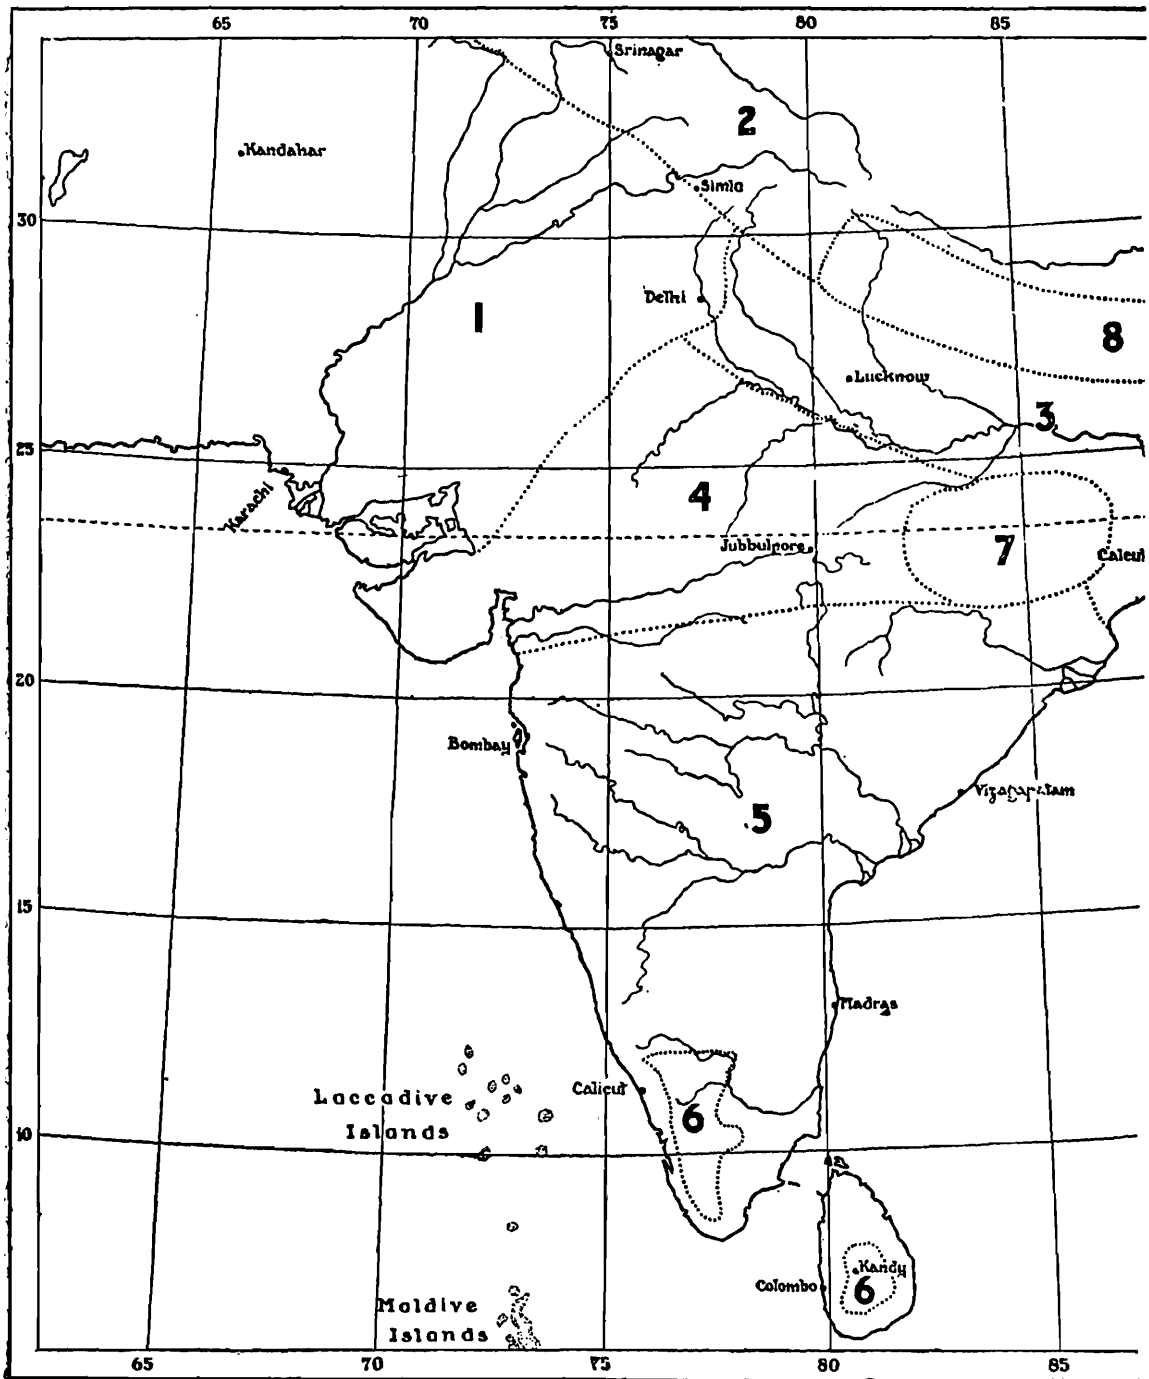 65 70 75 80 85
Srinagar
2
Kandahar
Simla
30
Delhi
1
8
Lucknow
3
25
Karachi
4
Jubbulpore
7
Calcut
20
Bombay
Vizagapatam
5
15
Madras
Laccadive
Islands
Calicut
6
10
Kandy
Colombo
6
Maldive
Islands
65 70 75 80 85